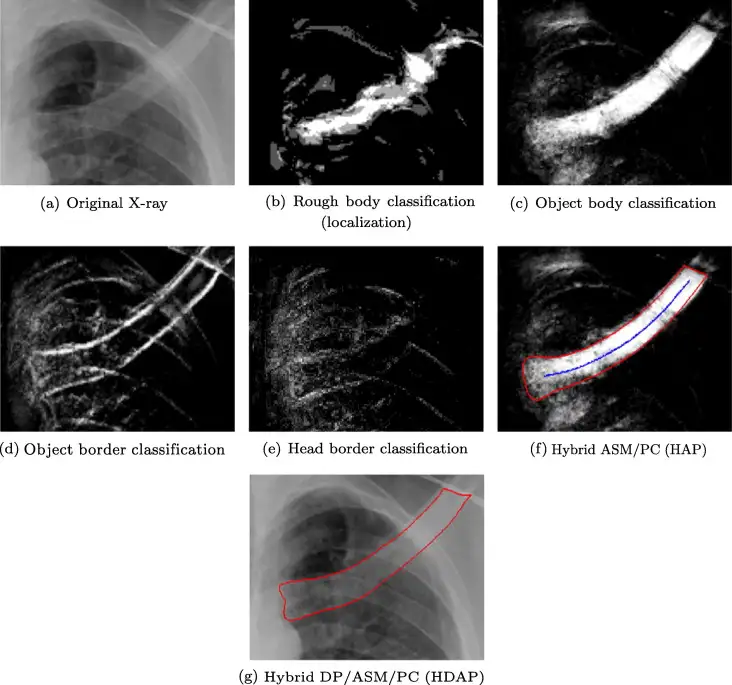 (a) Original X-ray
(b) Rough body classification
(localization)
(c) Object body classification
(d) Object border classification
(e) Head border classification
(f) Hybrid ASM/PC (HAP)
(g) Hybrid DP/ASM/PC (HDAP)